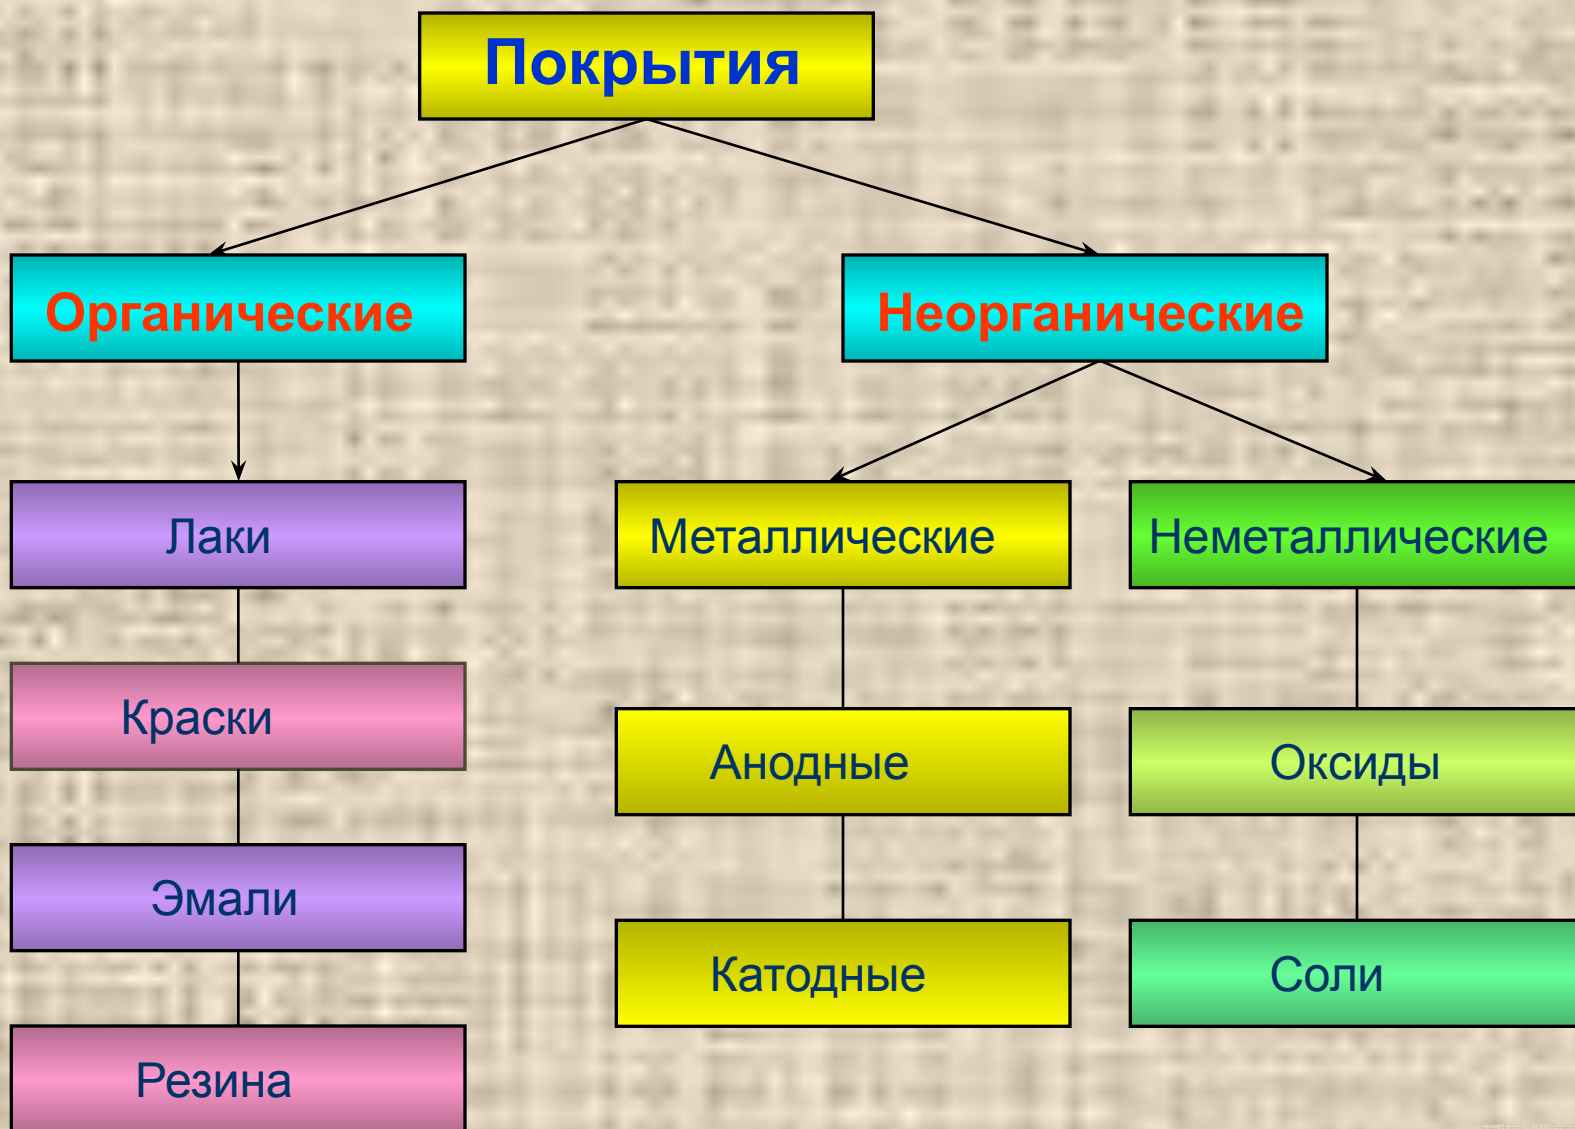 Покрытия
Органические
Неорганические
Лаки
Металлические
Неметаллические
Краски
Анодные
Оксиды
Эмали
Катодные
Соли
Резина